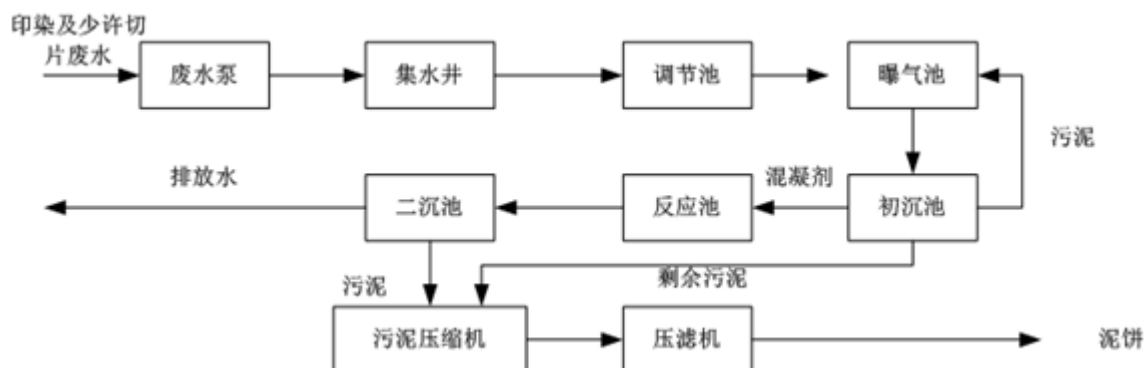 印染及少许切
片废水
废水泵
集水井
调节池
曝气池
污泥
排放水
二沉池
反应池
混凝剂
初沉池
污泥
剩余污泥
污泥压缩机
压滤机
泥饼